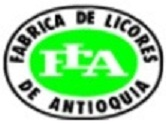 FABRICA DE LICORES
FLA
DE ANTIOQUIA